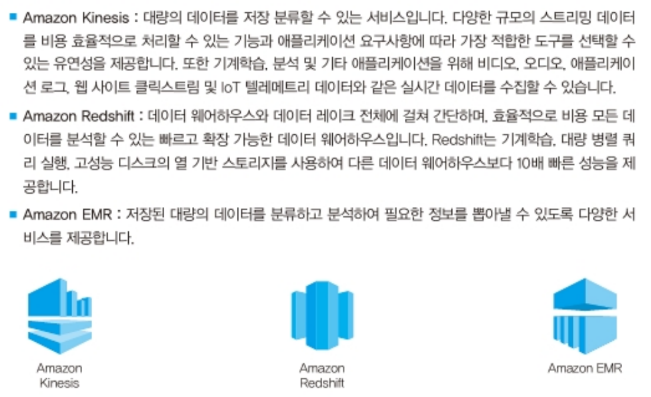 ■ Amazon Kinesis : 대량의 데이터를 저장 분류할 수 있는 서비스입니다. 다양한 규모의 스트리밍 데이터
를 비용 효율적으로 처리할 수 있는 기능과 애플리케이션 요구사항에 따라 가장 적합한 도구를 선택할 수
있는 유연성을 제공합니다. 또한 기계학습, 분석 및 기타 애플리케이션을 위해 비디오, 오디오, 애플리케이
션 로그, 웹 사이트 클릭스트림 및 IoT 텔레메트리 데이터와 같은 실시간 데이터를 수집할 수 있습니다.
■ Amazon Redshift : 데이터 웨어하우스와 데이터 레이크 전체에 걸쳐 간단하며, 효율적으로 비용 모든 데
이터를 분석할 수 있는 빠르고 확장 가능한 데이터 웨어하우스입니다. Redshift는 기계학습, 대량 병렬 쿼
리 실행, 고성능 디스크의 열 기반 스토리지를 사용하여 다른 데이터 웨어하우스보다 10배 빠른 성능을 제
공합니다.
■ Amazon EMR : 저장된 대량의 데이터를 분류하고 분석하여 필요한 정보를 뽑아낼 수 있도록 다양한 서
비스를 제공합니다.
Amazon
Kinesis
Amazon
Redshift
Amazon EMR